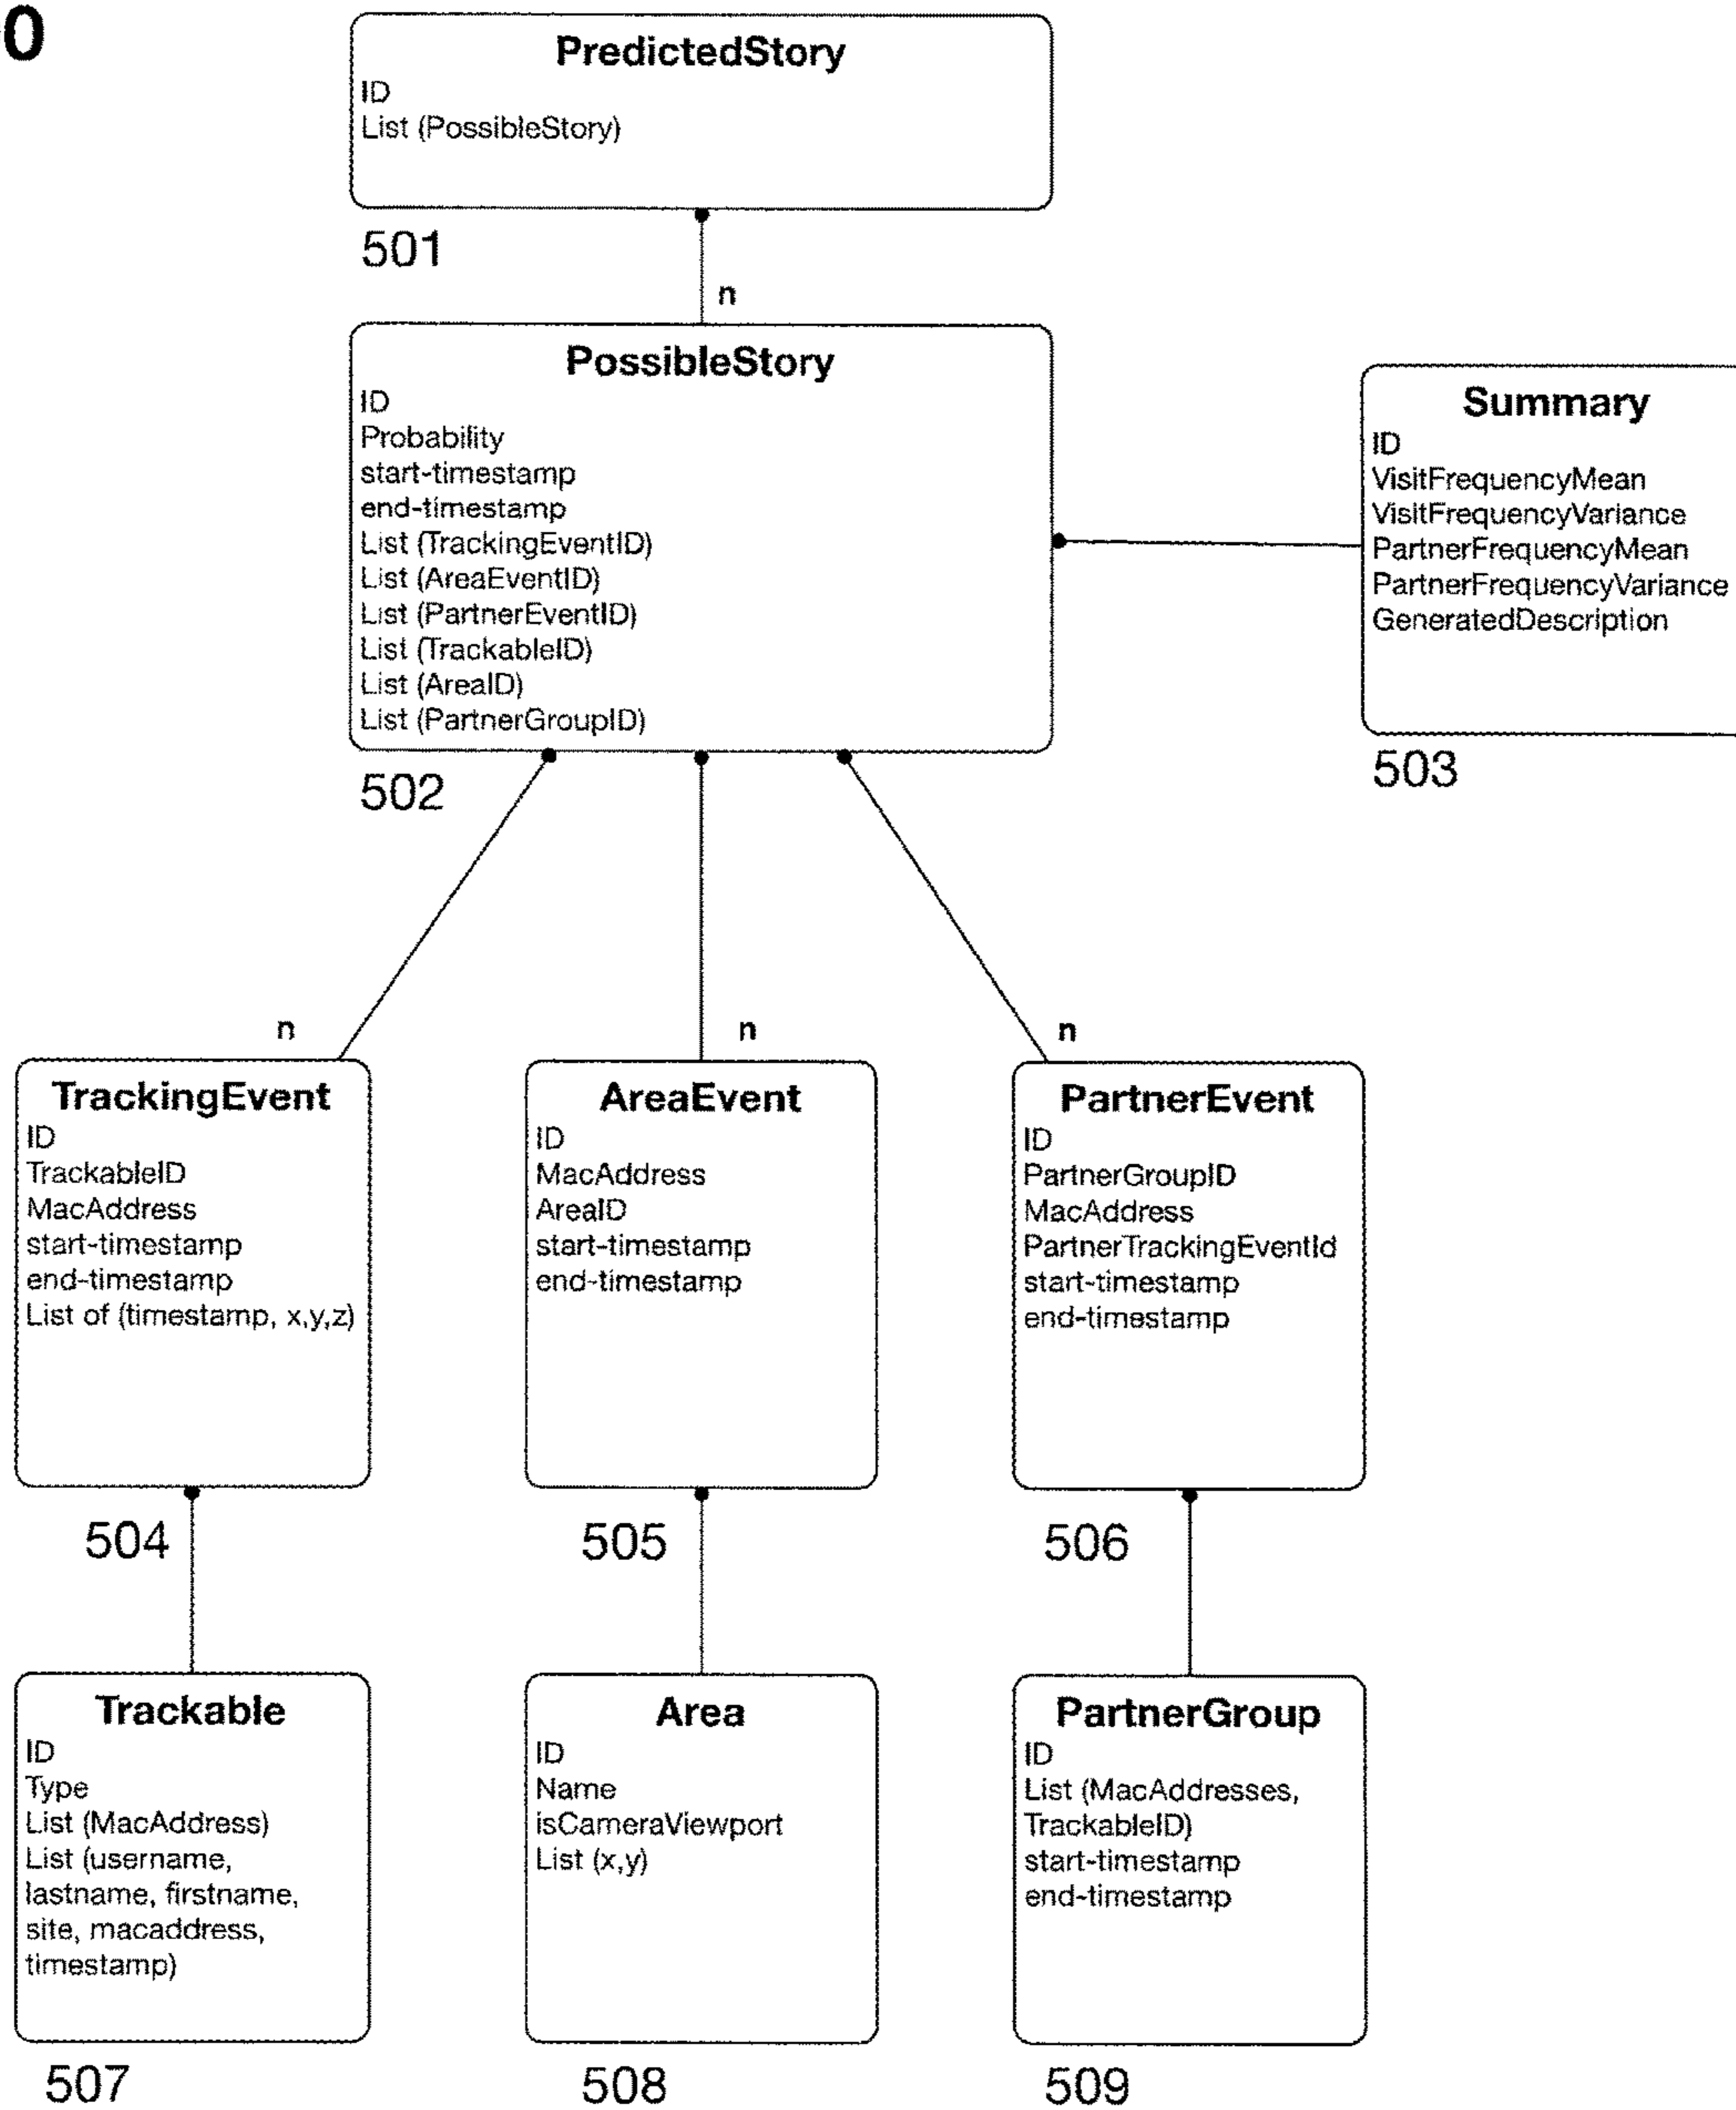 0
PredictedStory
ID
List (PossibleStory)
501
n
PossibleStory
ID
Probability
start-timestamp
end-timestamp
List (TrackingEventID)
List (AreaEventID)
List (PartnerEventID)
List (TrackableID)
List (AreaID)
List (PartnerGroupID)
502
Summary
ID
VisitFrequencyMean
VisitFrequencyVariance
PartnerFrequencyMean
PartnerFrequencyVariance
GeneratedDescription
503
n
n
n
TrackingEvent
ID
TrackableID
MacAddress
start-timestamp
end-timestamp
List of (timestamp, x,y,z)
504
AreaEvent
ID
MacAddress
AreaID
start-timestamp
end-timestamp
505
PartnerEvent
ID
PartnerGroupID
MacAddress
PartnerTrackingEventId
start-timestamp
end-timestamp
506
Trackable
ID
Type
List (MacAddress)
List (username,
lastname, firstname,
site, macaddress,
timestamp)
507
Area
ID
Name
isCameraViewport
List (x,y)
508
PartnerGroup
ID
List (MacAddresses,
TrackableID)
start-timestamp
end-timestamp
509